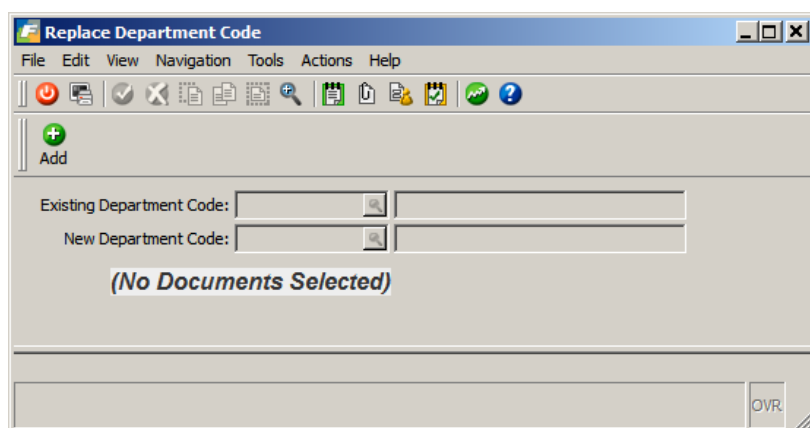 Replace Department Code
File Edit View Navigation Tools Actions Help
Add
Existing Department Code:
New Department Code:
(No Documents Selected)
OVR